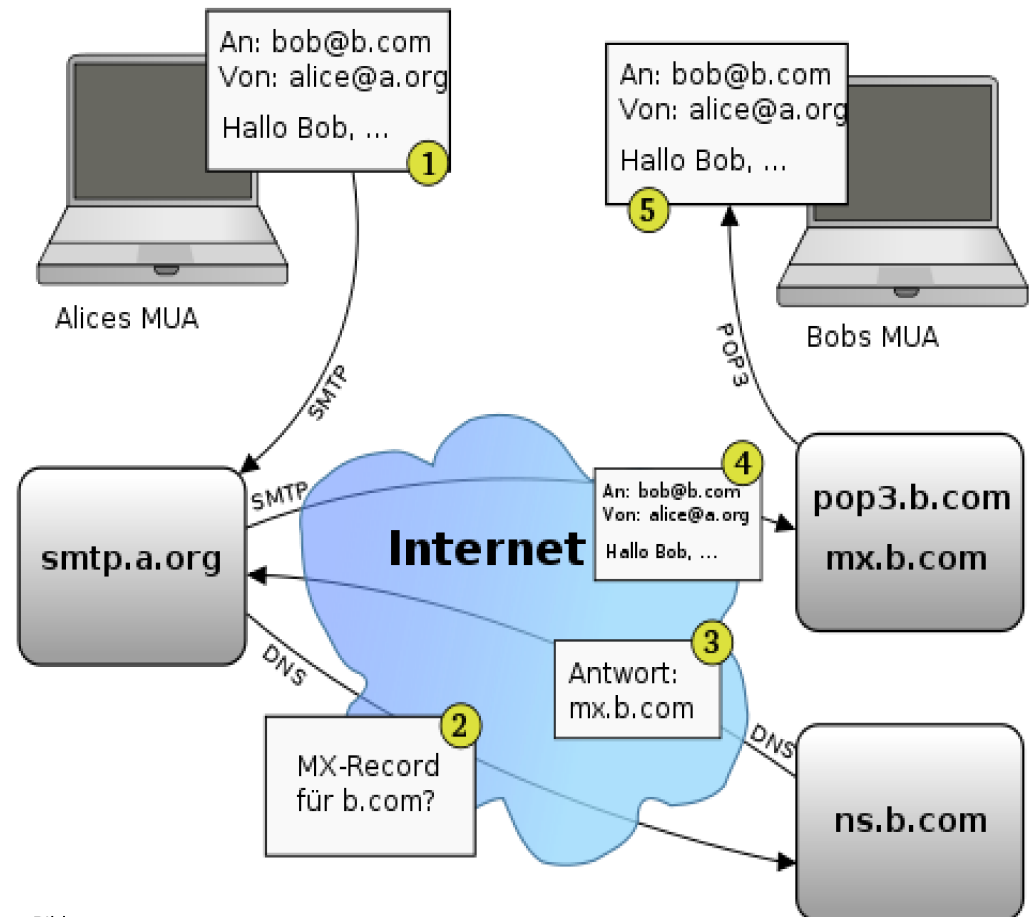 An: bob@b.com
Von: alice@a.org
Hallo Bob, ...
1
Alices MUA
An: bob@b.com
Von: alice@a.org
Hallo Bob, ...
5
Bobs MUA
SMTP
POP3
smtp.a.org
SMTP
Internet
An: bob@b.com
Von: alice@a.org
Hallo Bob, ...
4
pop3.b.com
mx.b.com
DNS
MX-Record
für b.com?
2
Antwort:
mx.b.com
3
DNS
ns.b.com